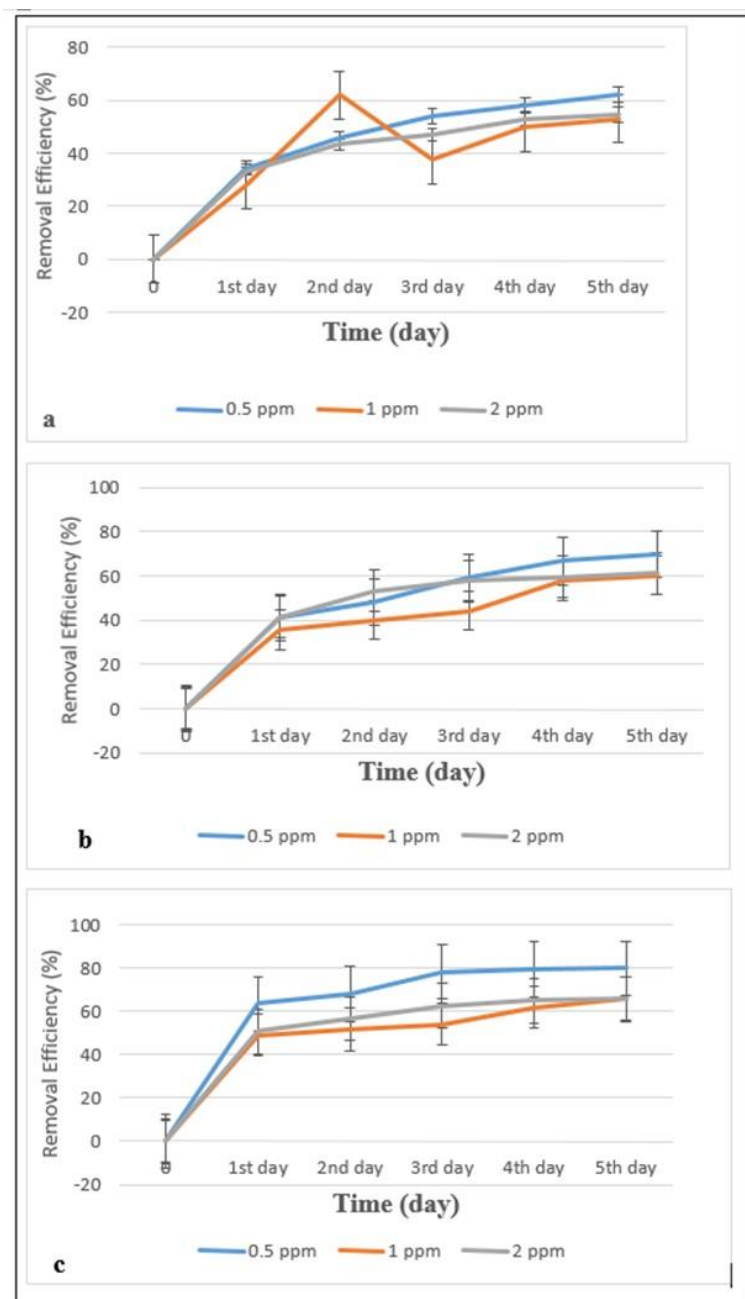 80
60
40
20
0
-20
Removal Efficiency (%)
0 1st day 2nd day 3rd day 4th day 5th day
Time (day)
0.5 ppm 1 ppm 2 ppm
a
100
80
60
40
20
0
-20
Removal Efficiency (%)
0 1st day 2nd day 3rd day 4th day 5th day
Time (day)
0.5 ppm 1 ppm 2 ppm
b
100
80
60
40
20
0
-20
Removal Efficiency (%)
0 1st day 2nd day 3rd day 4th day 5th day
Time (day)
0.5 ppm 1 ppm 2 ppm
c